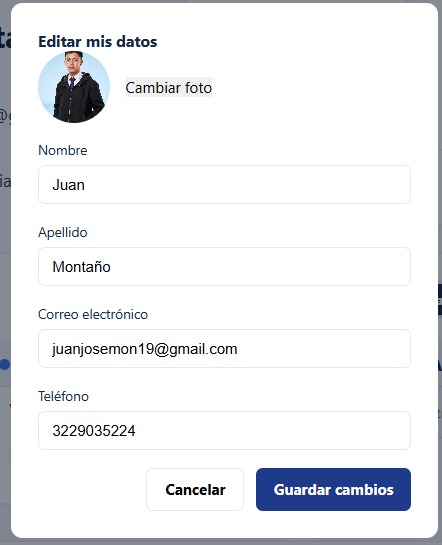 Editar mis datos
Cambiar foto
Nombre
Juan
Apellido
Montaño
Correo electrónico
juanjosemon19@gmail.com
Teléfono
3229035224
Cancelar
Guardar cambios